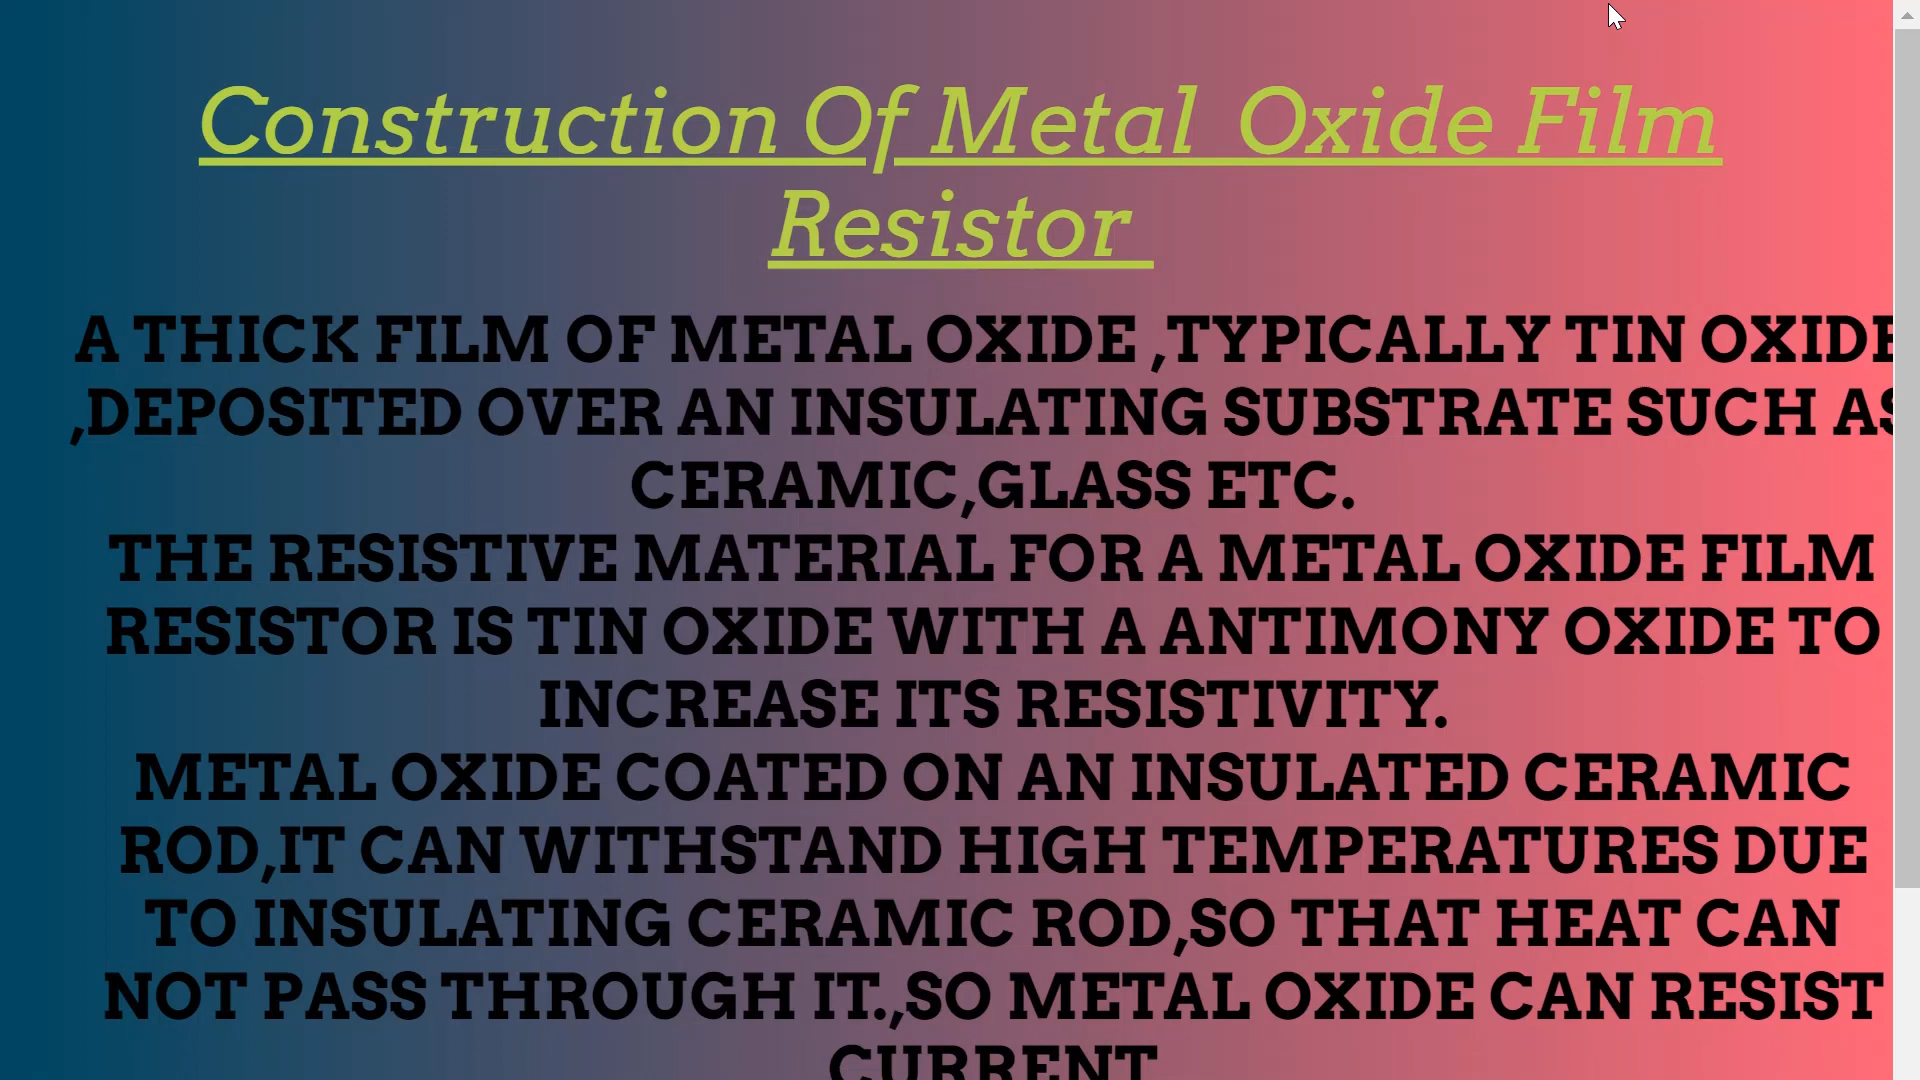 Construction Of Metal  Oxide Film
Resistor
A THICK FILM OF METAL OXIDE ,TYPICALLY TIN OXIDE
,DEPOSITED OVER AN INSULATING SUBSTRATE SUCH AS
CERAMIC,GLASS ETC.
THE RESISTIVE MATERIAL FOR A METAL OXIDE FILM
RESISTOR IS TIN OXIDE WITH A ANTIMONY OXIDE TO
INCREASE ITS RESISTIVITY.
METAL OXIDE COATED ON AN INSULATED CERAMIC
ROD,IT CAN WITHSTAND HIGH TEMPERATURES DUE
TO INSULATING CERAMIC ROD,SO THAT HEAT CAN
NOT PASS THROUGH IT.,SO METAL OXIDE CAN RESIST
CURRENT